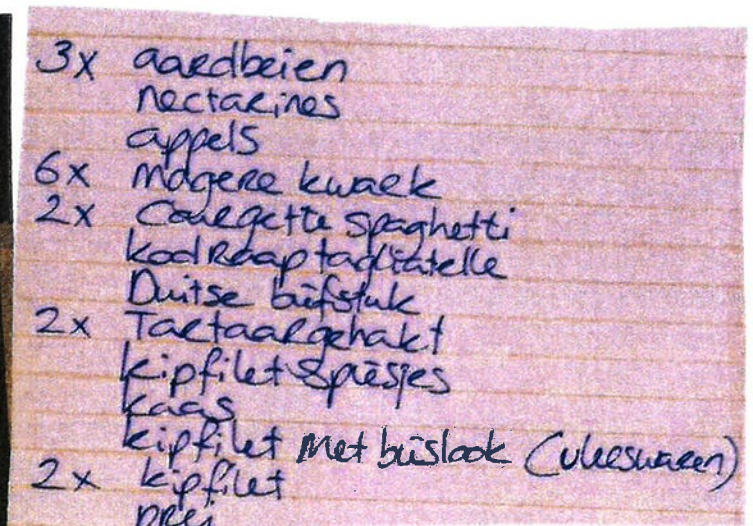 3x aardbeien
nectarines
appels
6x magere kwark
2x Courgette spaghetti
koolraap tagliatelle
Duitse biefstuk
2x Tartaargehakt
kipfilet spiesjes
kaas
kipfilet met bieslook (vleeswaren)
2x kipfilet
prei